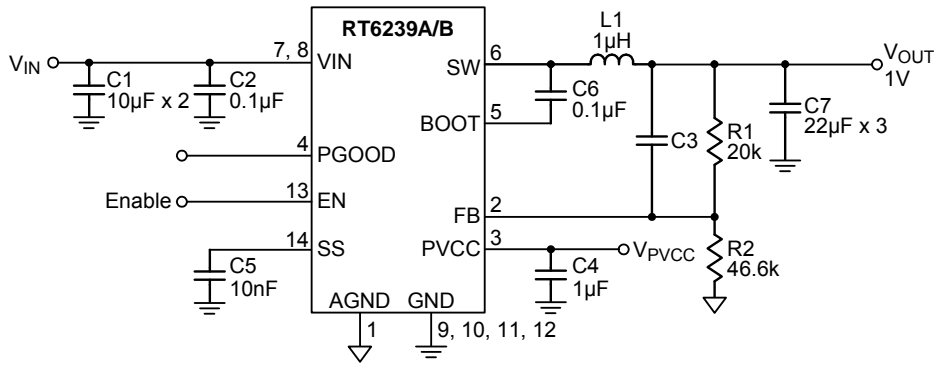 RT6239A/B
VIN
7, 8
VIN
C1
10µF x 2
C2
0.1µF
4
PGOOD
Enable
13
EN
14
SS
C5
10nF
AGND
1
GND
9, 10, 11, 12
SW
6
L1
1µH
C6
0.1µF
BOOT
5
C3
R1
20k
C7
22µF x 3
VOUT
1V
FB
2
PVCC
3
VPVCC
C4
1µF
R2
46.6k